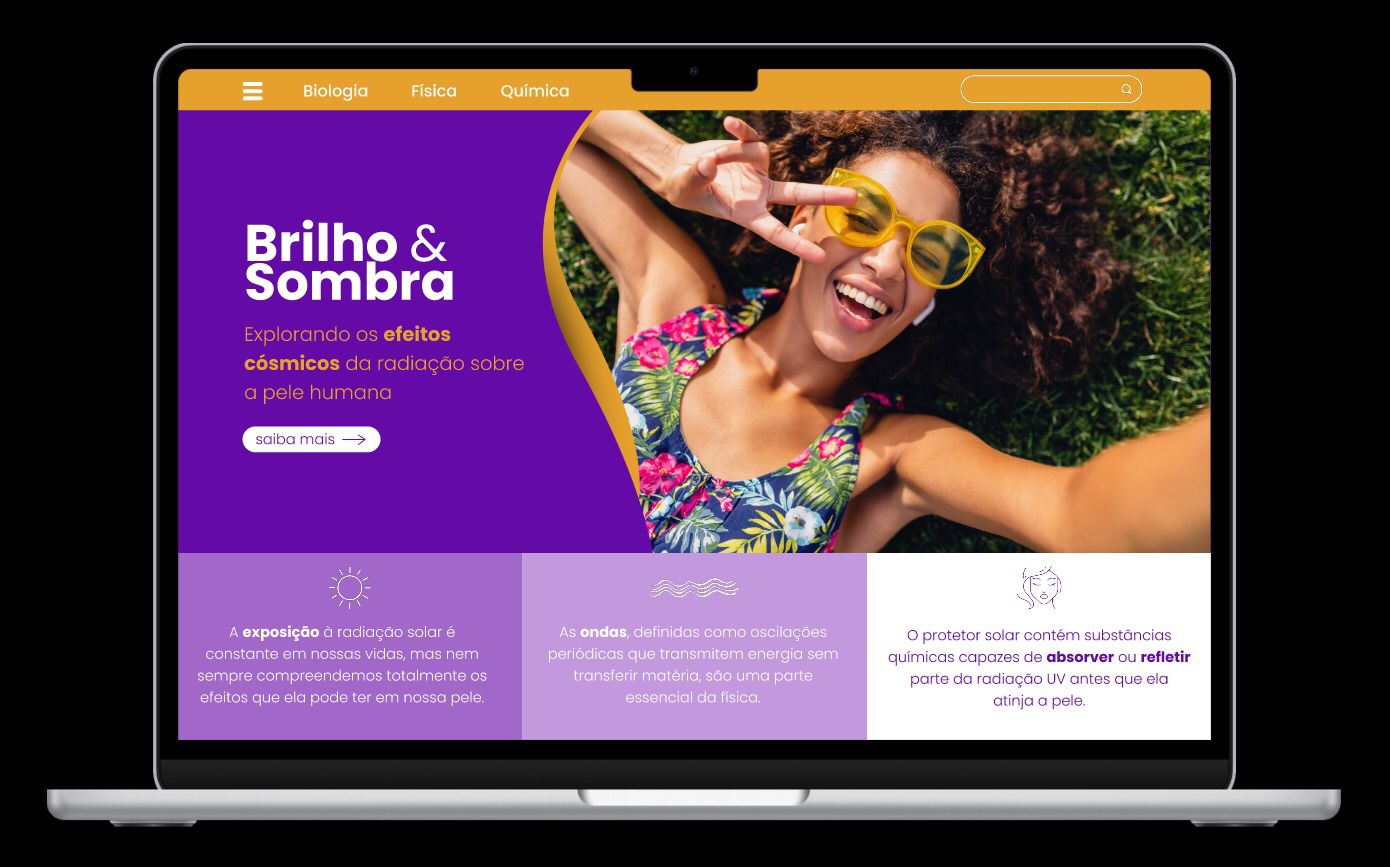 Biologia Física Química
Brilho &
Sombra
Explorando os efeitos
cósmicos da radiação sobre
a pele humana
saiba mais
A exposição à radiação solar é
constante em nossas vidas, mas nem
sempre compreendemos totalmente os
efeitos que ela pode ter em nossa pele.
As ondas, definidas como oscilações
periódicas que transmitem energia sem
transferir matéria, são uma parte
essencial da física.
O protetor solar contém substâncias
químicas capazes de absorver ou refletir
parte da radiação UV antes que ela
atinja a pele.